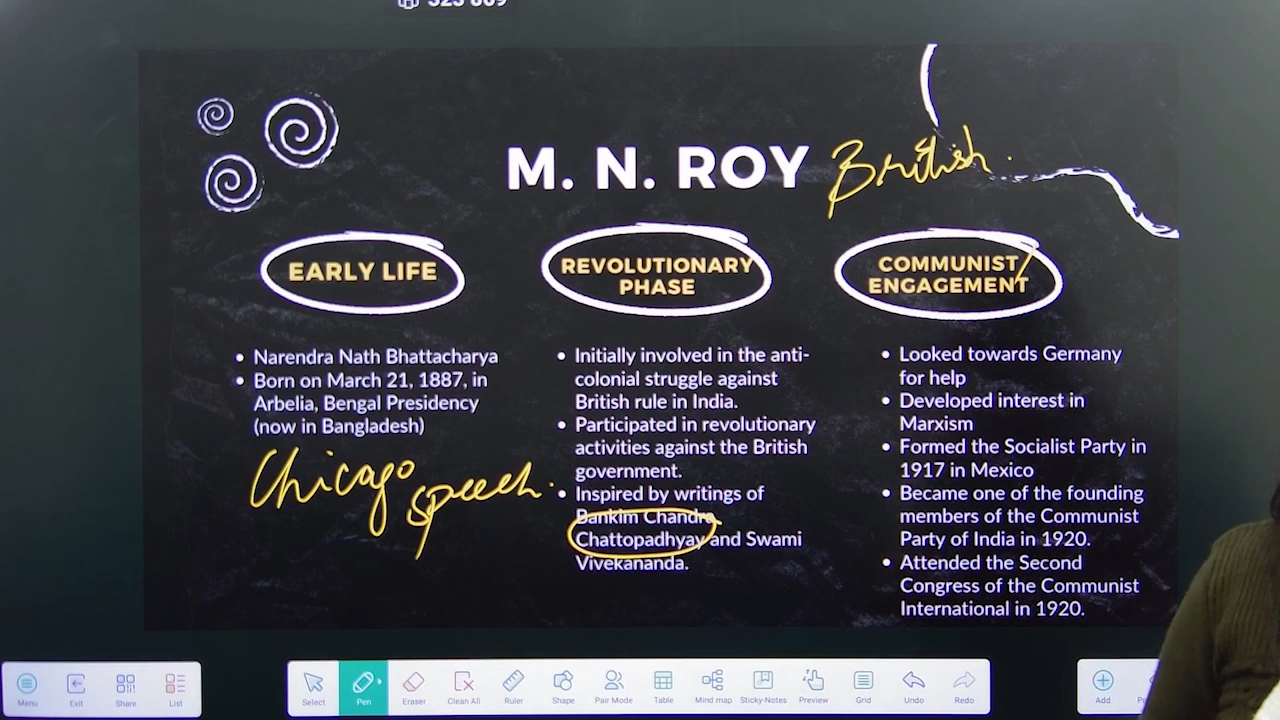 323 809
M. N. ROY
British.
EARLY LIFE
Narendra Nath Bhattacharya
Born on March 21, 1887, in
Arbelia, Bengal Presidency
(now in Bangladesh)
Chicago
speech.
REVOLUTIONARY
PHASE
Initially involved in the anti-
colonial struggle against
British rule in India.
Participated in revolutionary
activities against the British
government.
Inspired by writings of
Bankim Chandra
Chattopadhyay and Swami
Vivekananda.
COMMUNIST
ENGAGEMENT
Looked towards Germany
for help
Developed interest in
Marxism
Formed the Socialist Party in
1917 in Mexico
Became one of the founding
members of the Communist
Party of India in 1920.
Attended the Second
Congress of the Communist
International in 1920.
Menu Exit Share List
Select Pen Eraser Clean All Ruler Shape Pair Mode Table Mind map Sticky-Notes Preview Grid Undo Redo
Add